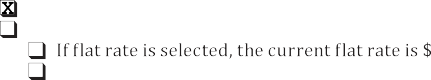 X
If flat rate is selected, the current flat rate is $